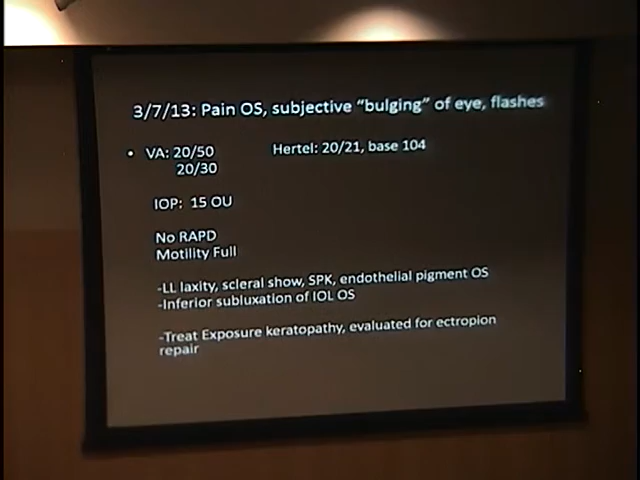 3/7/13: Pain OS, subjective “bulging” of eye, flashes
• VA: 20/50 Hertel: 20/21, base 104
20/30
IOP: 15 OU
No RAPD
Motility Full
-LL laxity, scleral show, SPK, endothelial pigment OS
-Inferior subluxation of IOL OS
-Treat Exposure keratopathy, evaluated for ectropion
repair